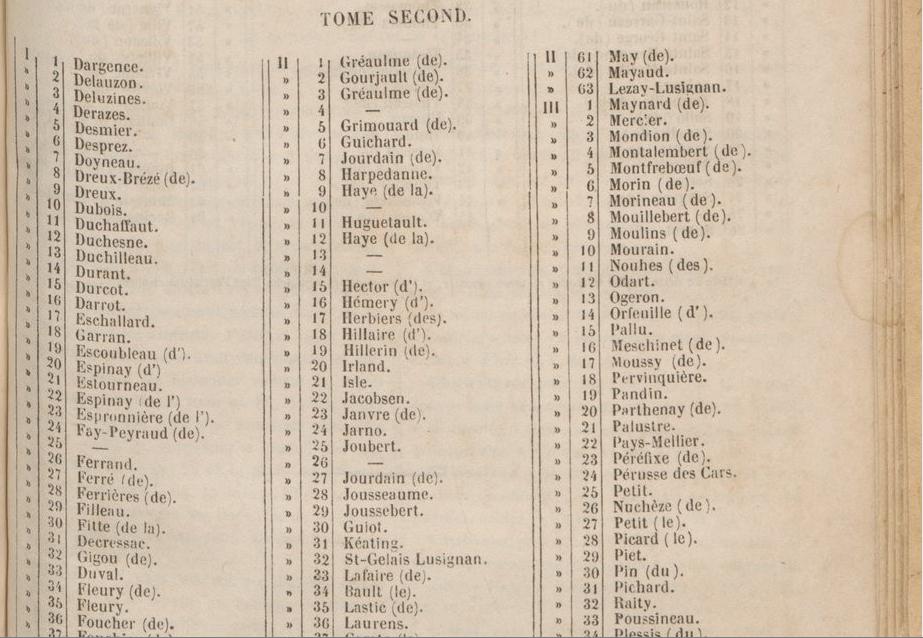 TOME SECOND.
I 1 Dargence.
» 2 Delauzon.
» 3 Deluzines.
» 4 Derazes.
» 5 Desmier.
» 6 Desprez.
» 7 Doyneau.
» 8 Dreux-Brézé (de).
» 9 Dreux.
» 10 Dubois.
» 11 Duchaffaut.
» 12 Duchesne.
» 13 Duchilleau.
» 14 Durant.
» 15 Durcot.
» 16 Darrot.
» 17 Eschallard.
» 18 Garran.
» 19 Escoubleau (d').
» 20 Espinay (d')
» 21 Estourneau.
» 22 Espinay (de l')
» 23 Espronnière (de l').
» 24 Fay-Peyraud (de).
» 25 —
» 26 Ferrand.
» 27 Ferré (de).
» 28 Ferrières (de).
» 29 Filleau.
» 30 Fitte (de la).
» 31 Decressac.
» 32 Gigou (de).
» 33 Duval.
» 34 Fleury (de).
» 35 Fleury.
» 36 Foucher (de).
37
II 1 Gréaulme (de).
» 2 Gourjault (de).
» 3 Gréaulme (de).
» 4 —
» 5 Grimouard (de).
» 6 Guichard.
» 7 Jourdain (de).
» 8 Harpedanne.
» 9 Haye (de la).
» 10 —
» 11 Huguetault.
» 12 Haye (de la).
» 13 —
» 14 —
» 15 Hector (d')
» 16 Hémery (d').
» 17 Herbiers (des).
» 18 Hillaire (d').
» 19 Hillerin (de).
» 20 Irland.
» 21 Isle.
» 22 Jacobsen.
» 23 Janvre (de).
» 24 Jarno.
» 25 Joubert.
» 26 —
» 27 Jourdain (de).
» 28 Jousseaume.
» 29 Joussebert.
» 30 Guiot.
» 31 Kéating.
» 32 St-Gelais Lusignan.
» 33 Lafaire (de).
» 34 Bault (le).
» 35 Lastic (de).
» 36 Laurens.
II 61 May (de).
» 62 Mayaud.
» 63 Lezay-Lusignan.
III 1 Maynard (de).
» 2 Mercier.
» 3 Mondion (de).
» 4 Montalembert (de).
» 5 Montfrebœuf (de).
» 6 Morin (de).
» 7 Morineau (de).
» 8 Mouillebert (de).
» 9 Moulins (de).
» 10 Mourain.
» 11 Nouhes (des).
» 12 Odart.
» 13 Ogeron.
» 14 Orfenille (d').
» 15 Pallu.
» 16 Meschinet (de).
» 17 Moussy (de).
» 18 Pervinquière.
» 19 Pandin.
» 20 Parthenay (de).
» 21 Palustre.
» 22 Pays-Mellier.
» 23 Péréfixe (de).
» 24 Pérusse des Cars.
» 25 Petit.
» 26 Nuchèze (de).
» 27 Petit (le).
» 28 Picard (le).
» 29 Piet.
» 30 Pin (du).
» 31 Pichard.
» 32 Raity.
» 33 Poussineau.
» 34 Plessis (du)